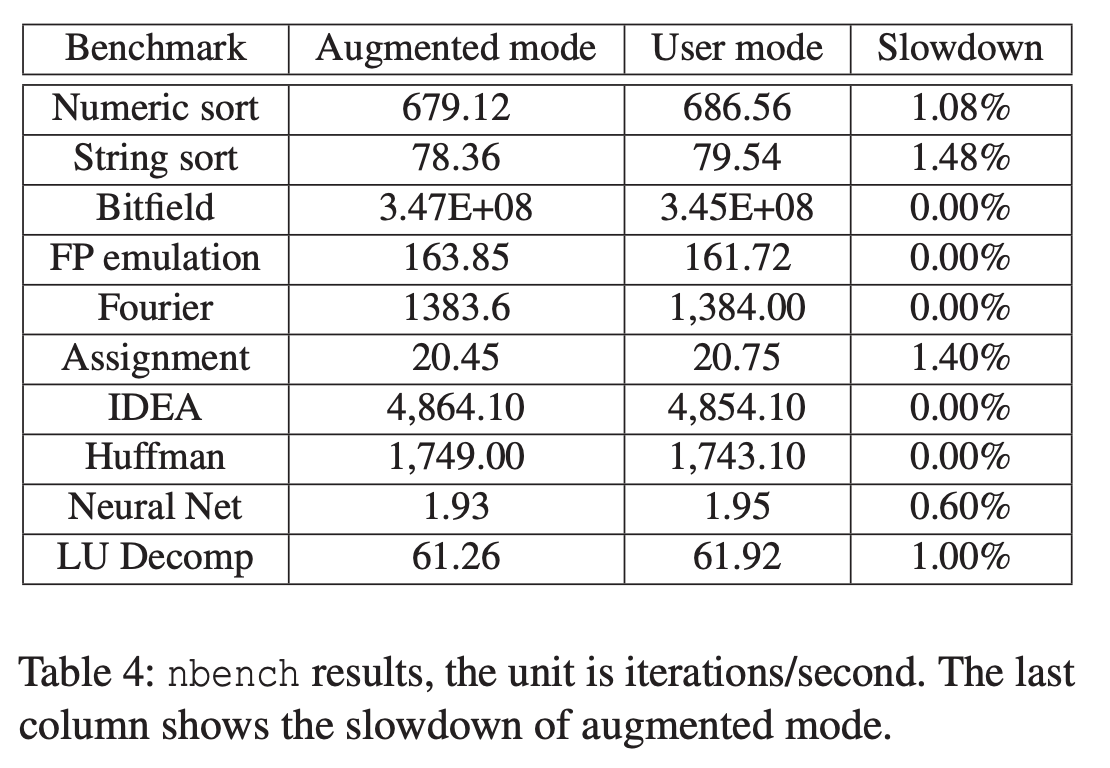 Benchmark Augmented mode User mode Slowdown
Numeric sort 679.12 686.56 1.08%
String sort 78.36 79.54 1.48%
Bitfield 3.47E+08 3.45E+08 0.00%
FP emulation 163.85 161.72 0.00%
Fourier 1383.6 1,384.00 0.00%
Assignment 20.45 20.75 1.40%
IDEA 4,864.10 4,854.10 0.00%
Huffman 1,749.00 1,743.10 0.00%
Neural Net 1.93 1.95 0.60%
LU Decomp 61.26 61.92 1.00%
Table 4: nbench results, the unit is iterations/second. The last
column shows the slowdown of augmented mode.